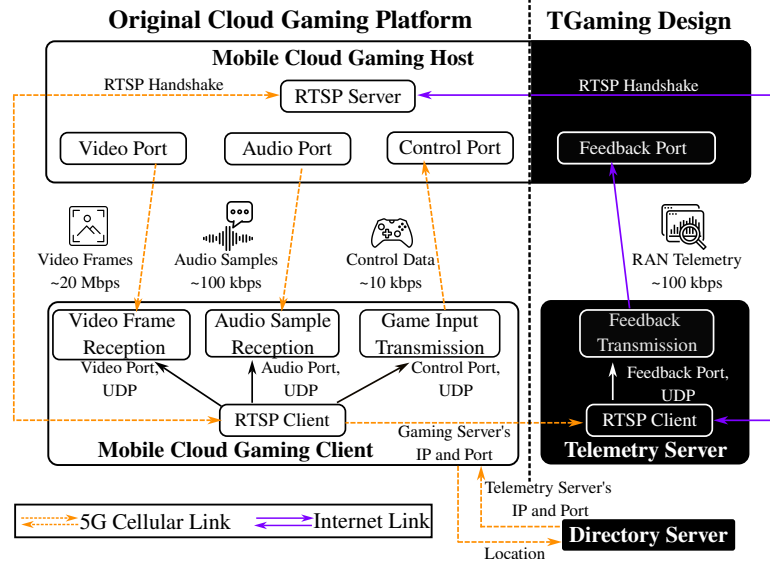 Original Cloud Gaming Platform
TGaming Design
Mobile Cloud Gaming Host
RTSP Handshake
RTSP Server
RTSP Handshake
Video Port
Audio Port
Control Port
Feedback Port
Video Frames
~20 Mbps
Audio Samples
~100 kbps
Control Data
~10 kbps
RAN Telemetry
~100 kbps
Video Frame
Reception
Audio Sample
Reception
Game Input
Transmission
Feedback
Transmission
Video Port,
UDP
Audio Port,
UDP
Control Port,
UDP
Feedback Port,
UDP
RTSP Client
RTSP Client
Mobile Cloud Gaming Client
Gaming Server's
IP and Port
Telemetry Server
Telemetry Server's
IP and Port
5G Cellular Link
Internet Link
Directory Server
Location